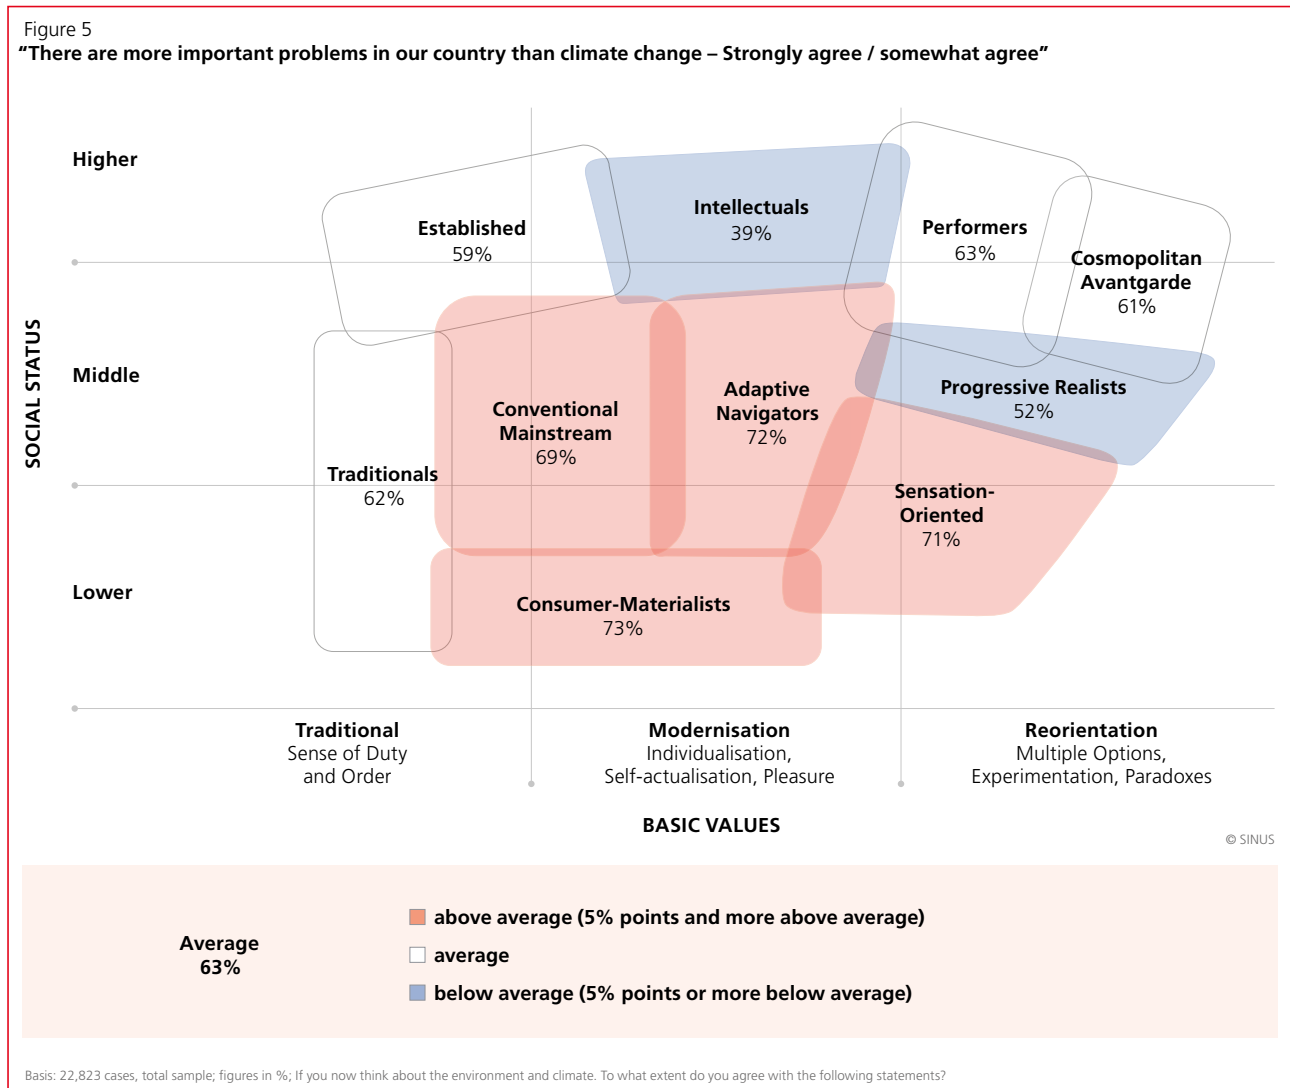 Figure 5
“There are more important problems in our country than climate change – Strongly agree / somewhat agree”
Higher
Middle
Lower
SOCIAL STATUS
Established
59%
Intellectuals
39%
Performers
63%
Cosmopolitan
Avantgarde
61%
Traditionals
62%
Conventional
Mainstream
69%
Adaptive
Navigators
72%
Progressive Realists
52%
Sensation-
Oriented
71%
Consumer-Materialists
73%
Traditional
Sense of Duty
and Order
Modernisation
Individualisation,
Self-actualisation, Pleasure
Reorientation
Multiple Options,
Experimentation, Paradoxes
BASIC VALUES
© SINUS
Average
63%
above average (5% points and more above average)
average
below average (5% points or more below average)
Basis: 22,823 cases, total sample; figures in %; If you now think about the environment and climate. To what extent do you agree with the following statements?